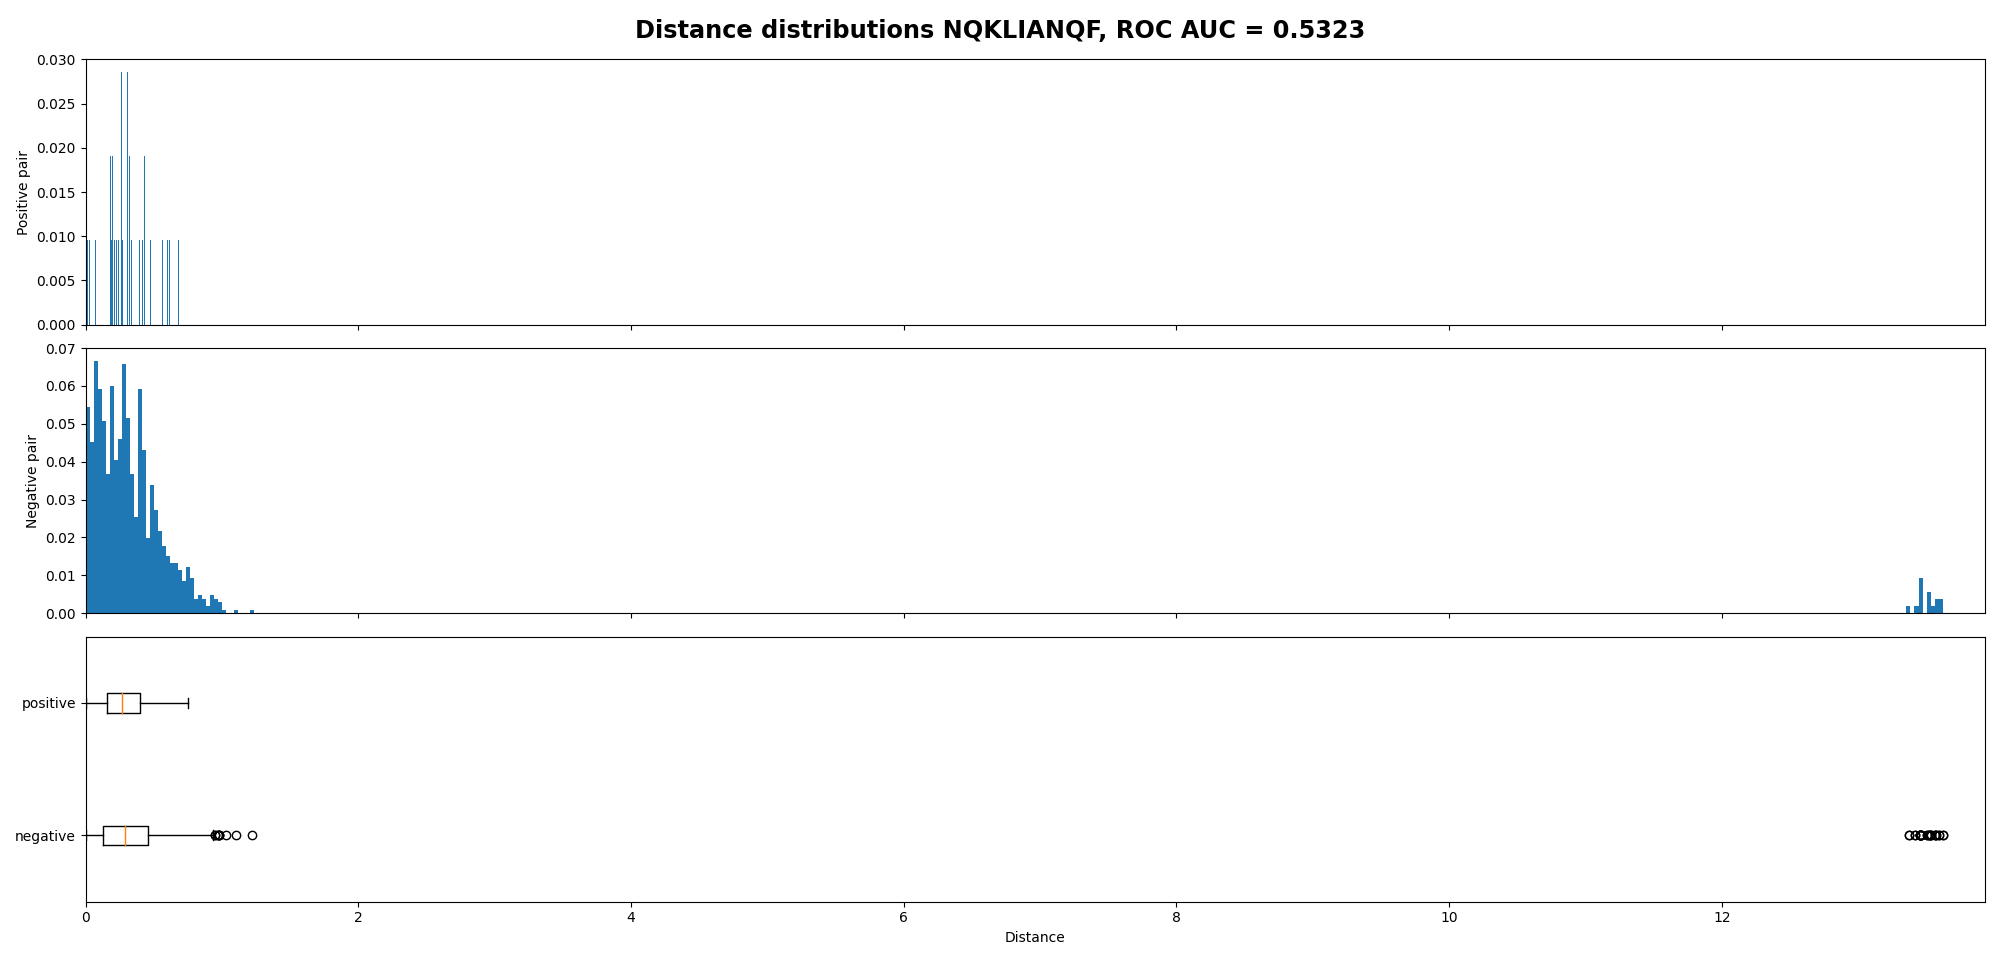 Distance distributions NQKLIANQF, ROC AUC = 0.5323
0.030
0.025
0.020
0.015
0.010
0.005
0.000
Positive pair
0.07
0.06
0.05
0.04
0.03
0.02
0.01
0.00
Negative pair
positive
negative
0 2 4 6 8 10 12
Distance